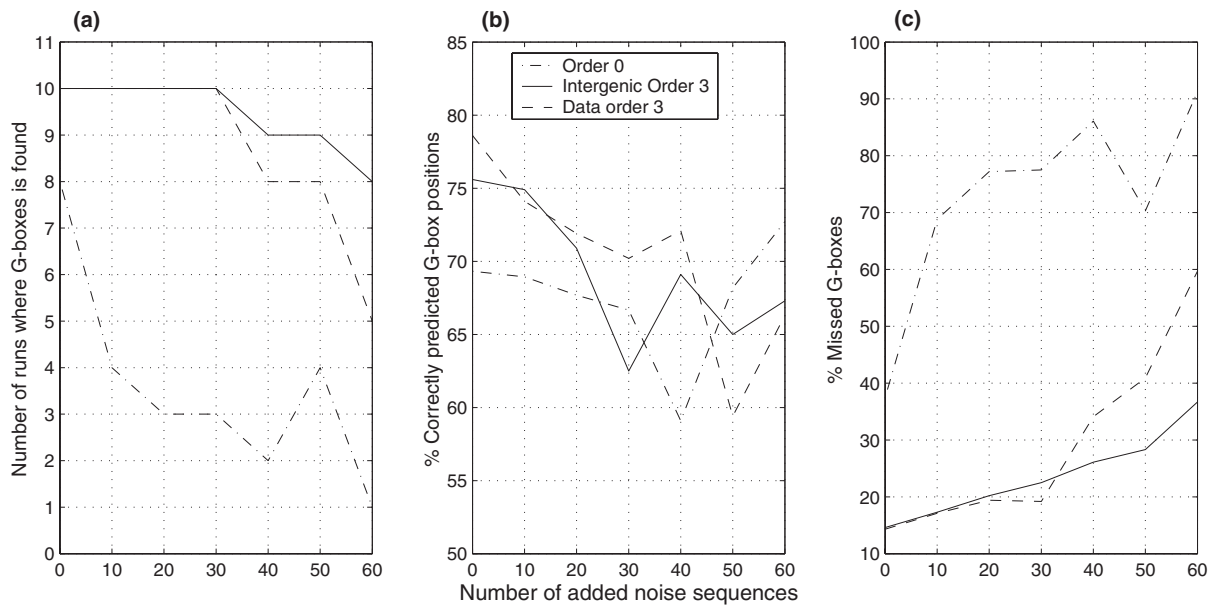 (a)
Number of runs where G-boxes is found
11
10
9
8
7
6
5
4
3
2
1
0
0 10 20 30 40 50 60
(b)
% Correctly predicted G-box positions
85
80
75
70
65
60
55
50
Order 0
Intergenic Order 3
Data order 3
0 10 20 30 40 50 60
Number of added noise sequences
(c)
% Missed G-boxes
100
90
80
70
60
50
40
30
20
10
0 10 20 30 40 50 60